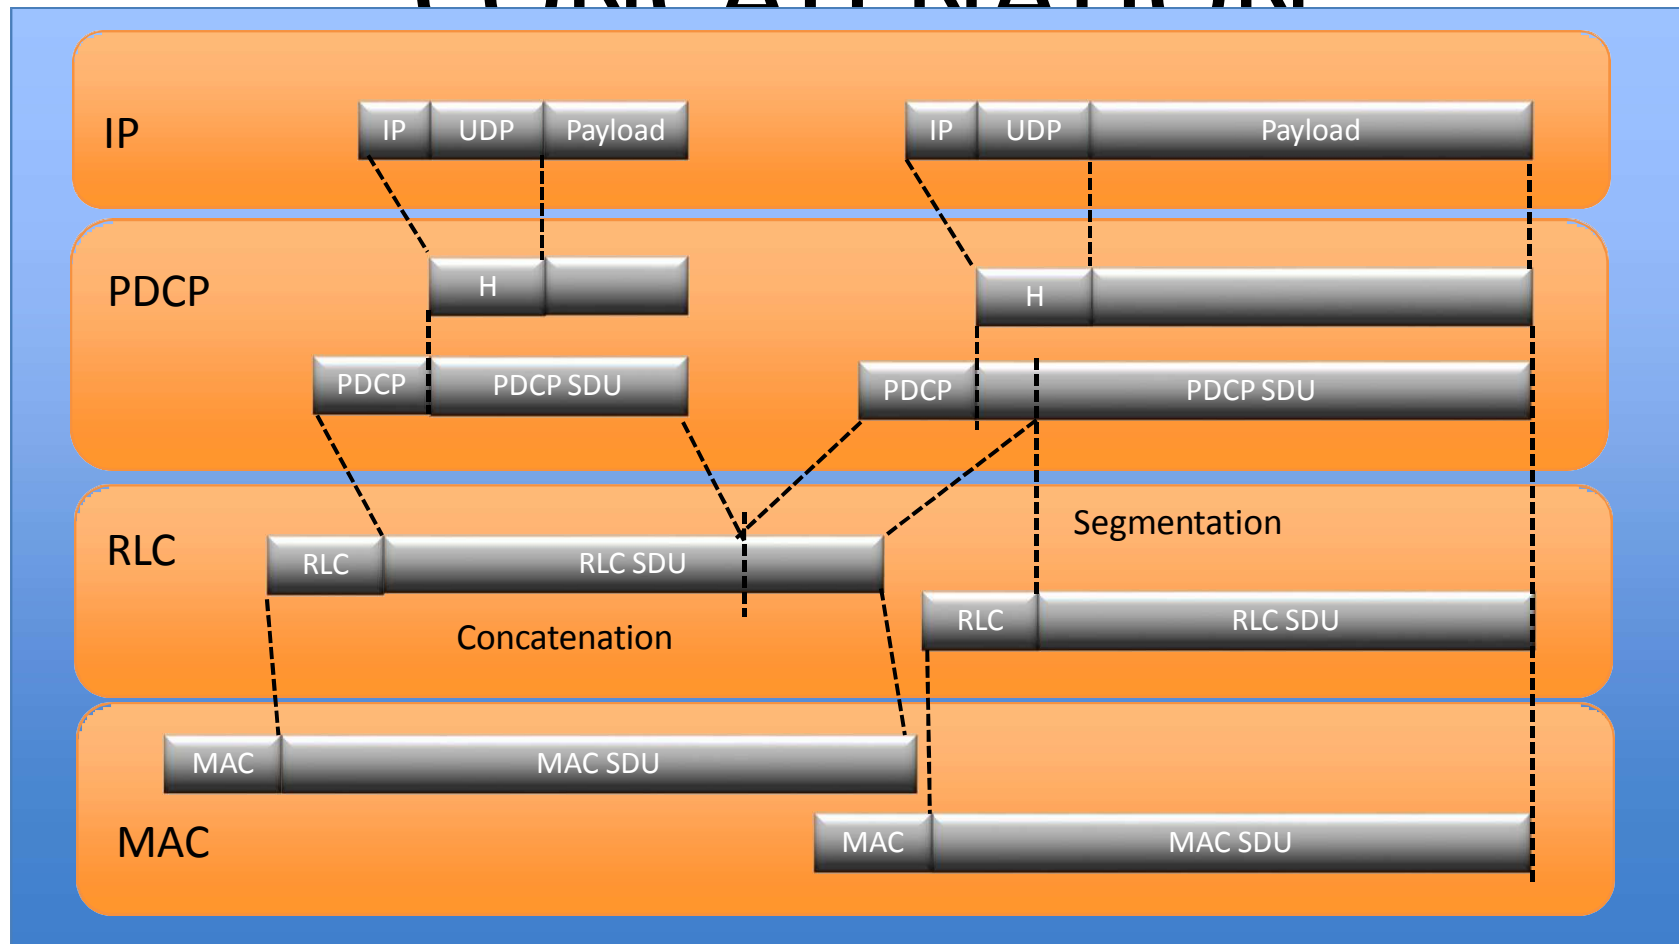 CONCATENATION
IP
IP UDP Payload
IP UDP Payload
PDCP
H
H
PDCP PDCP SDU
PDCP PDCP SDU
RLC
Segmentation
RLC RLC SDU
RLC RLC SDU
Concatenation
MAC MAC SDU
MAC
MAC MAC SDU